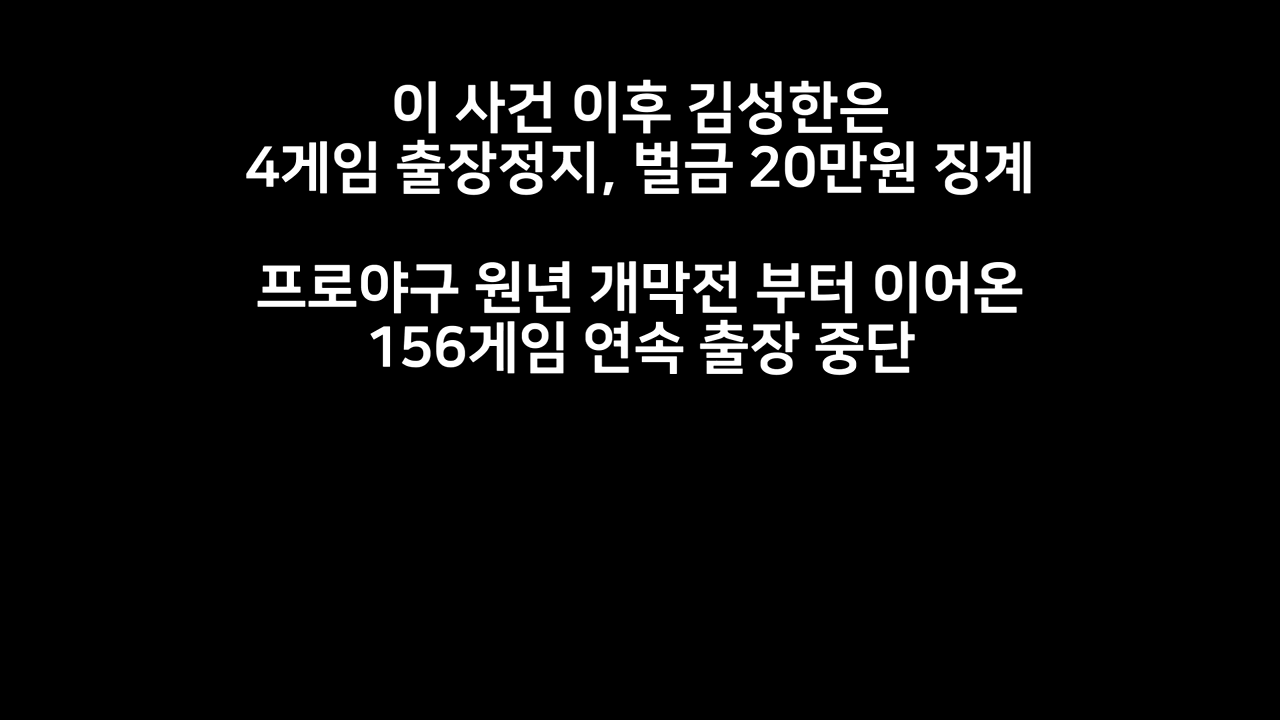 이 사건 이후 김성한은
4게임 출장정지, 벌금 20만원 징계
프로야구 원년 개막전 부터 이어온
156게임 연속 출장 중단